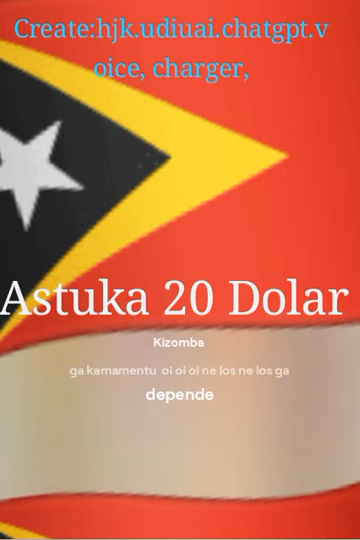 Create:hjk.udiuai.chatgpt.v
oice, charger,
Astuka 20 Dolar
Kizomba
ga kamamentu oi oi oi ne los ne los ga
depende